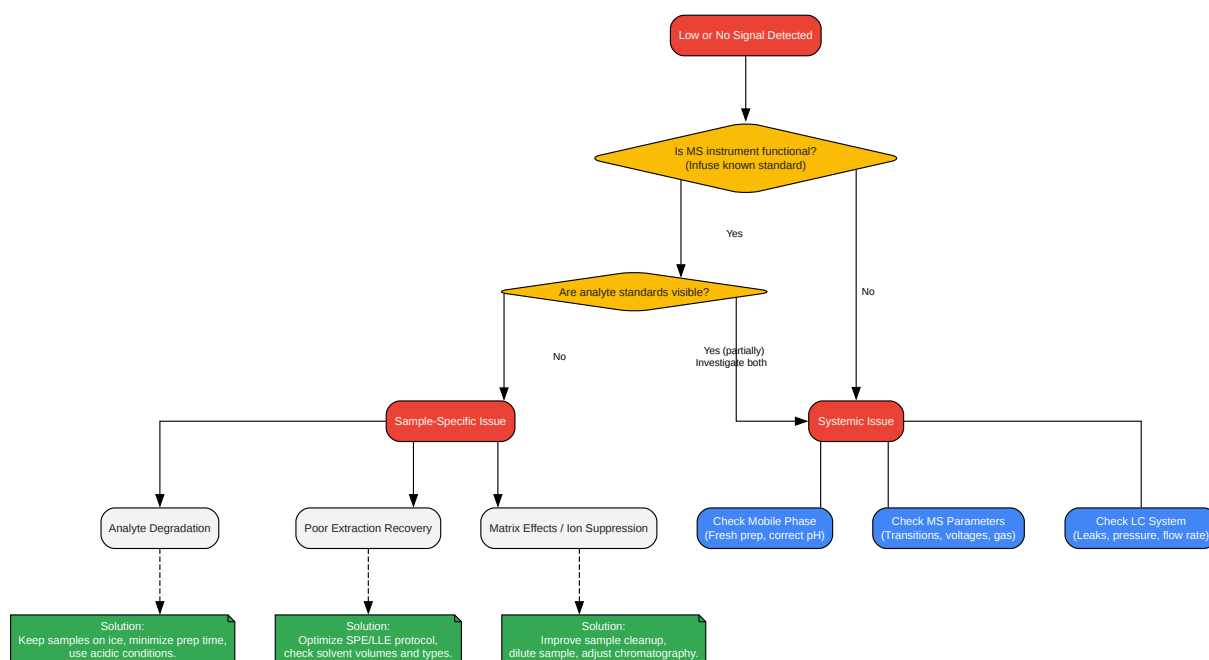 Low or No Signal Detected
Is MS instrument functional?
(Infuse known standard)
Yes
Are analyte standards visible?
No
No
Yes (partially)
Investigate both
Sample-Specific Issue
Systemic Issue
Analyte Degradation
Poor Extraction Recovery
Matrix Effects / Ion Suppression
Check Mobile Phase
(Fresh prep, correct pH)
Check MS Parameters
(Transitions, voltages, gas)
Check LC System
(Leaks, pressure, flow rate)
Solution:
Keep samples on ice, minimize prep time,
use acidic conditions.
Solution:
Optimize SPE/LLE protocol,
check solvent volumes and types.
Solution:
Improve sample cleanup,
dilute sample, adjust chromatography.